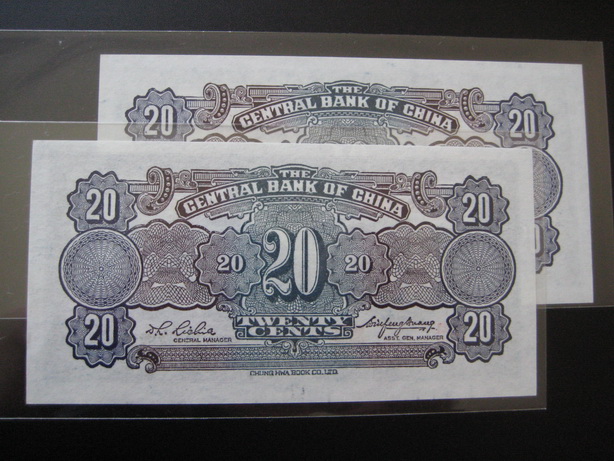 THE
CENTRAL BANK OF CHINA
20 20
THE
CENTRAL BANK OF CHINA
20 20
20 20 20
TWENTY
CENTS
20 20
GENERAL MANAGER ASST. GEN. MANAGER
CHUNG HWA BOOK CO., LTD.